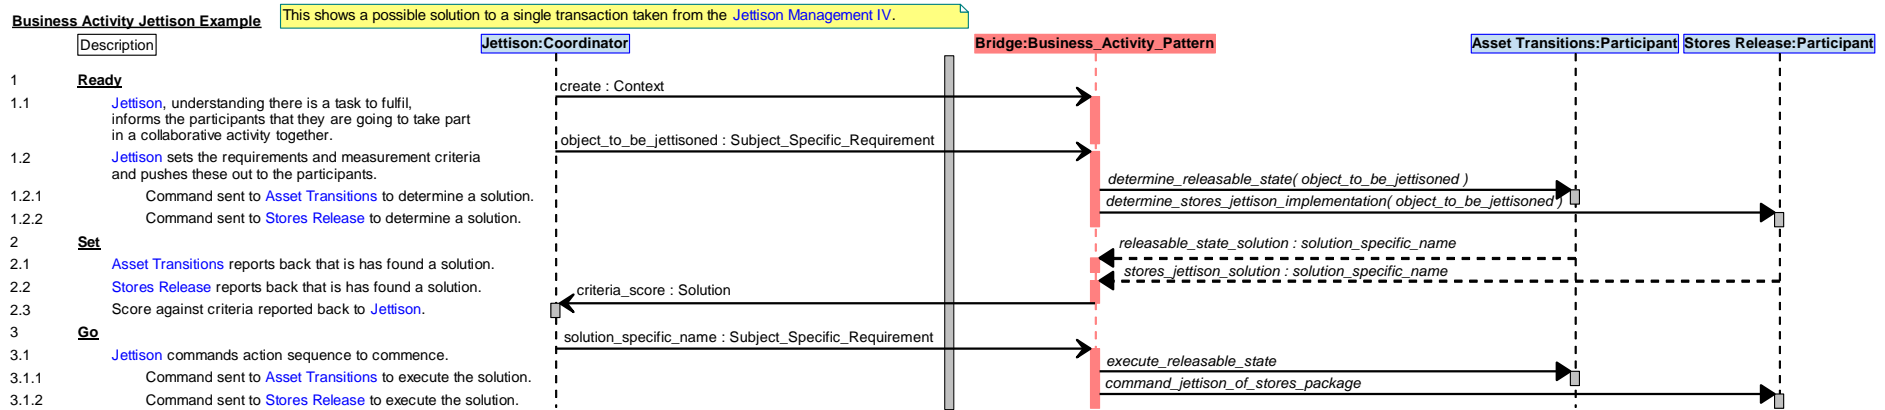 Business Activity Jettison Example
This shows a possible solution to a single transaction taken from the Jettison Management IV.
Description
Jettison:Coordinator
Bridge:Business_Activity_Pattern
Asset Transitions:Participant
Stores Release:Participant
1 Ready
create : Context
1.1 Jettison, understanding there is a task to fulfil,
informs the participants that they are going to take part
in a collaborative activity together.
object_to_be_jettisoned : Subject_Specific_Requirement
1.2 Jettison sets the requirements and measurement criteria
and pushes these out to the participants.
determine_releasable_state( object_to_be_jettisoned )
1.2.1 Command sent to Asset Transitions to determine a solution.
determine_stores_jettison_implementation( object_to_be_jettisoned )
1.2.2 Command sent to Stores Release to determine a solution.
2 Set
releasable_state_solution : solution_specific_name
2.1 Asset Transitions reports back that is has found a solution.
stores_jettison_solution : solution_specific_name
2.2 Stores Release reports back that is has found a solution.
criteria_score : Solution
2.3 Score against criteria reported back to Jettison.
3 Go
solution_specific_name : Subject_Specific_Requirement
3.1 Jettison commands action sequence to commence.
execute_releasable_state
3.1.1 Command sent to Asset Transitions to execute the solution.
command_jettison_of_stores_package
3.1.2 Command sent to Stores Release to execute the solution.